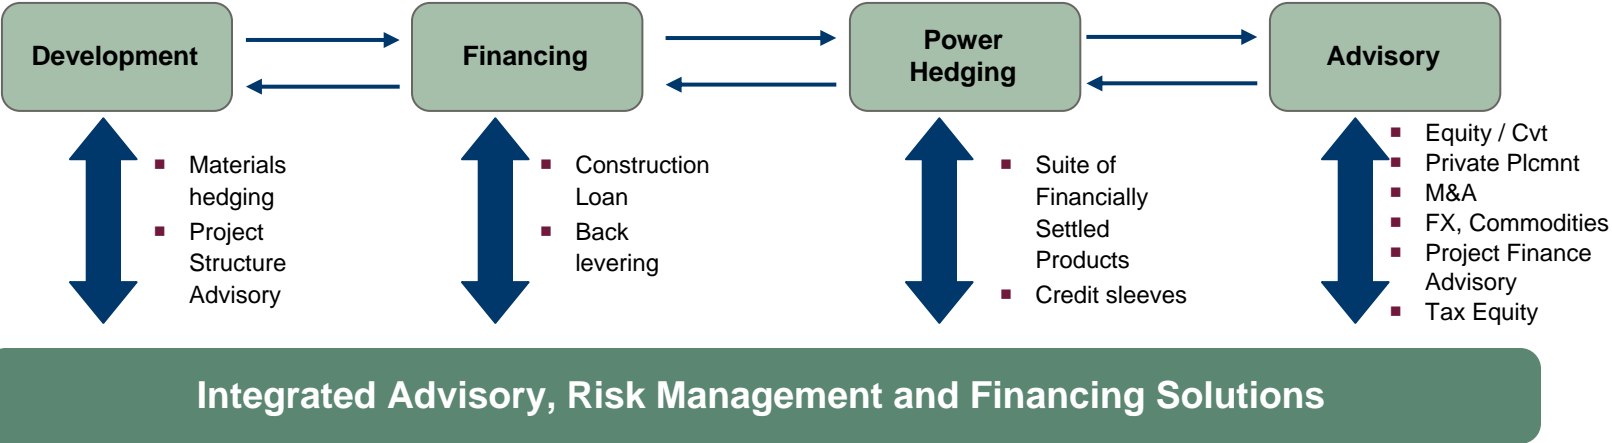 Development
Financing
Power
Hedging
Advisory
Materials
hedging
Project
Structure
Advisory
Construction
Loan
Back
levering
Suite of
Financially
Settled
Products
Credit sleeves
Equity / Cvt
Private Plcmnt
M&A
FX, Commodities
Project Finance
Advisory
Tax Equity
Integrated Advisory, Risk Management and Financing Solutions